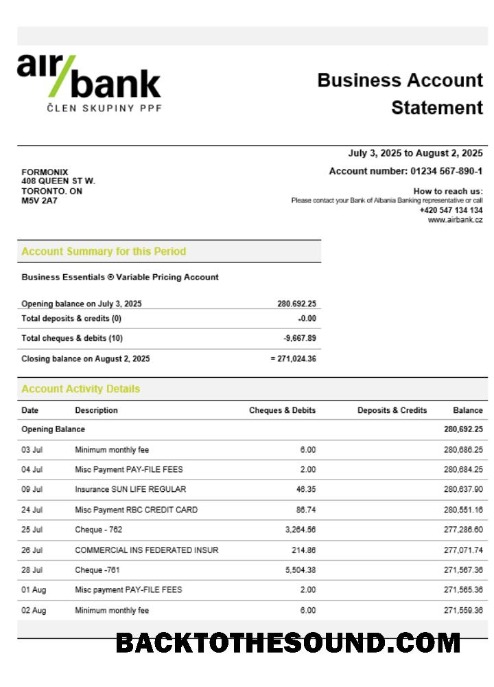 air/bank
ČLEN SKUPINY PPF
Business Account
Statement
July 3, 2025 to August 2, 2025
Account number: 01234 567-890-1
FORMONIX
408 QUEEN ST W.
TORONTO. ON
M5V 2A7
How to reach us:
Please contact your Bank of Albania Banking representative or call
+420 547 134 134
www.airbank.cz
Account Summary for this Period
Business Essentials ® Variable Pricing Account
Opening balance on July 3, 2025 280.692.25
Total deposits & credits (0) -0.00
Total cheques & debits (10) -9,667.89
Closing balance on August 2, 2025 = 271,024.36
Account Activity Details
Date Description Cheques & Debits Deposits & Credits Balance
Opening Balance 280,692.25
03 Jul Minimum monthly fee 6.00 280,686.25
04 Jul Misc Payment PAY-FILE FEES 2.00 280,684.25
09 Jul Insurance SUN LIFE REGULAR 46.35 280,637.90
24 Jul Misc Payment RBC CREDIT CARD 86.74 280,551.16
25 Jul Cheque - 762 3,264.56 277,286.60
26 Jul COMMERCIAL INS FEDERATED INSUR 214.86 277,071.74
28 Jul Cheque -761 5,504.38 271,567.36
01 Aug Misc payment PAY-FILE FEES 2.00 271,565.36
02 Aug Minimum monthly fee 6.00 271,559.36
BACKTOTHESOUND.COM